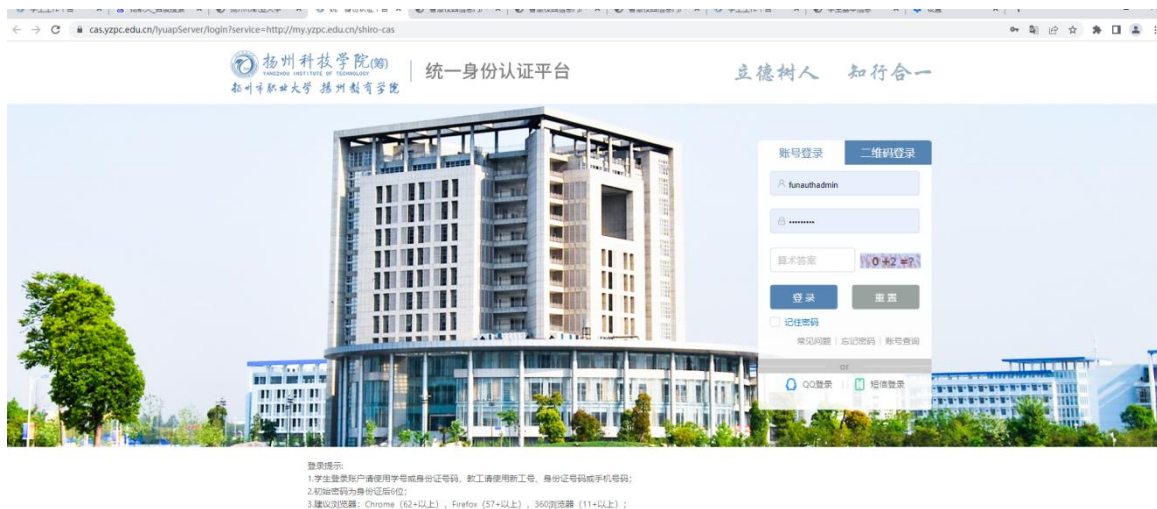 cas.yzpc.edu.cn/lyuapServer/login?service=http://my.yzpc.edu.cn/shiro-cas
扬州科技学院(筹)
YANGZHOU INSTITUTE OF TECHNOLOGY
扬州市职业大学 扬州教育学院
统一身份认证平台
立德树人 知行合一
账号登录 二维码登录
funauthadmin
•••••••••
算术答案 0+2=?
登录 重置
记住密码
常见问题 | 忘记密码 | 账号查询
or
QQ登录 短信登录
登录提示:
1.学生登录账户请使用学号或身份证号码, 教工请使用新工号、身份证号码或手机号码;
2.初始密码为身份证后6位;
3.建议浏览器: Chrome (62+以上) , Firefox (57+以上) , 360浏览器 (11+以上) ;